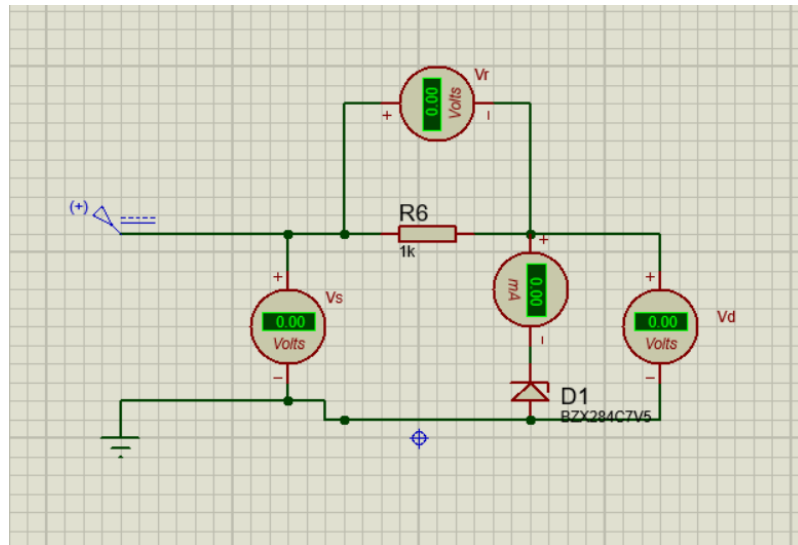 Vr
0.00
Volts
+
−
(+)
R6
1k
+
Vs
0.00
Volts
−
+
0.00
mA
−
+
Vd
0.00
Volts
−
D1
BZX284C7V5